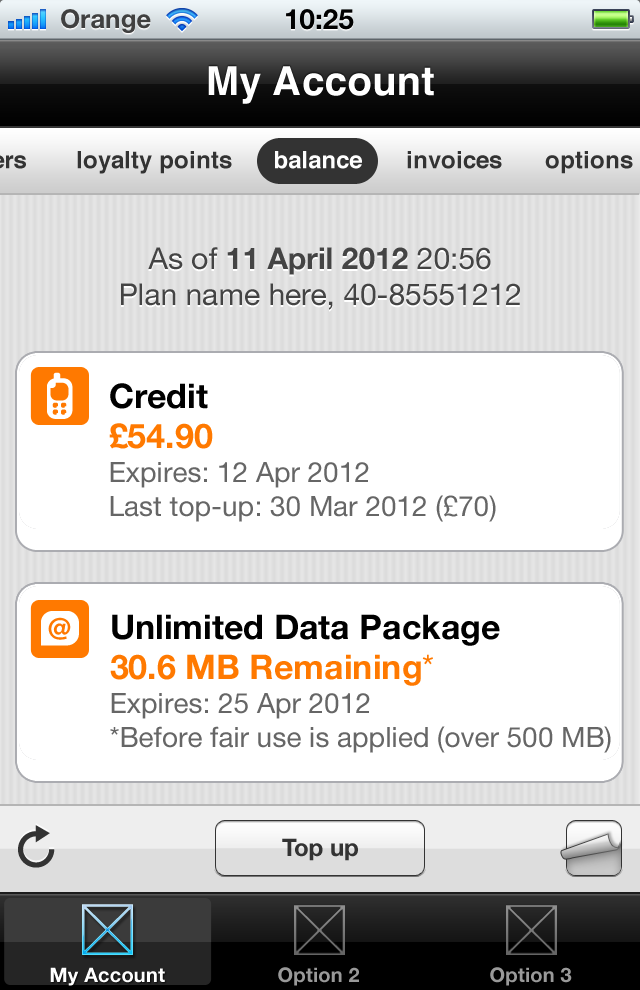 Orange 10:25
My Account
ers loyalty points balance invoices options
As of 11 April 2012 20:56
Plan name here, 40-85551212
Credit
£54.90
Expires: 12 Apr 2012
Last top-up: 30 Mar 2012 (£70)
@
Unlimited Data Package
30.6 MB Remaining*
Expires: 25 Apr 2012
*Before fair use is applied (over 500 MB)
Top up
My Account Option 2 Option 3